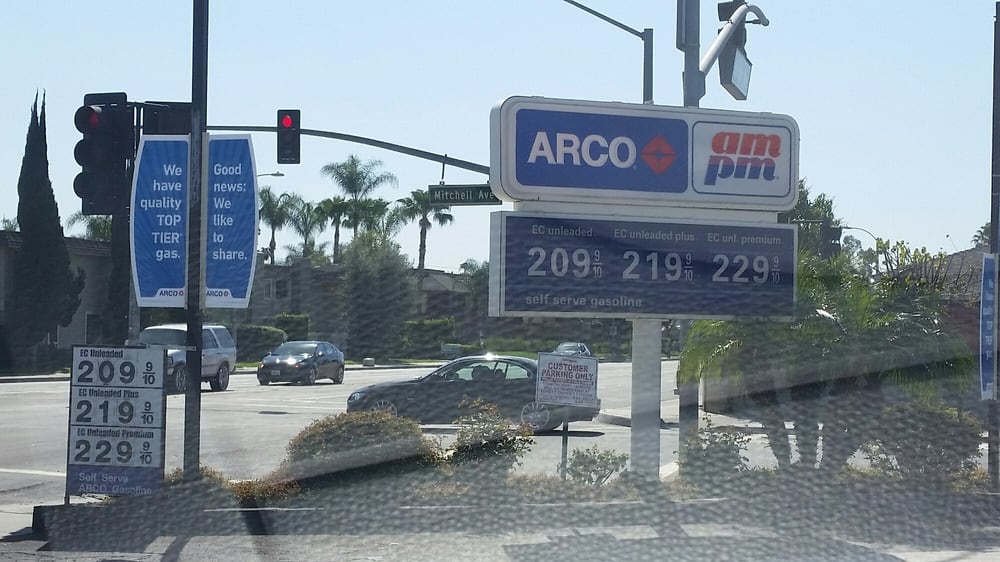 We
have
quality
TOP
TIER
gas.
ARCO
Good
news:
We
like
to
share.
ARCO
Mitchell Ave
ARCO
am
pm
EC unleaded EC unleaded plus EC unl. premium
209 9/10 219 9/10 229 9/10
self serve gasoline
EC Unleaded
209 9/10
EC Unleaded Plus
219 9/10
EC Unleaded Premium
229 9/10
Self Serve
ARCO Gasoline
CUSTOMER
PARKING ONLY